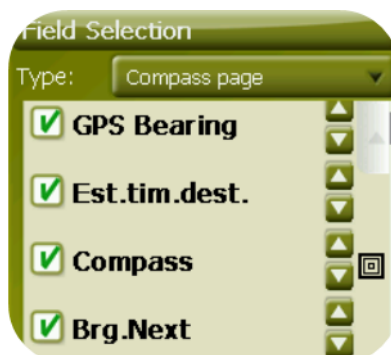 Field Selection
Type: Compass page
GPS Bearing
Est.tim.dest.
Compass
Brg.Next